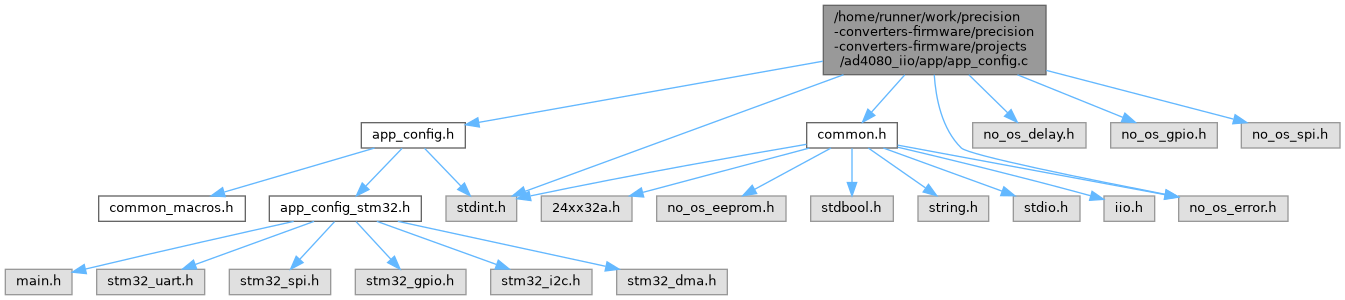 /home/runner/work/precision
-converters-firmware/precision
-converters-firmware/projects
/ad4080_iio/app/app_config.c
app_config.h
common.h
no_os_delay.h
no_os_gpio.h
no_os_spi.h
common_macros.h
app_config_stm32.h
stdint.h
24xx32a.h
no_os_eeprom.h
stdbool.h
string.h
stdio.h
iio.h
no_os_error.h
main.h
stm32_uart.h
stm32_spi.h
stm32_gpio.h
stm32_i2c.h
stm32_dma.h